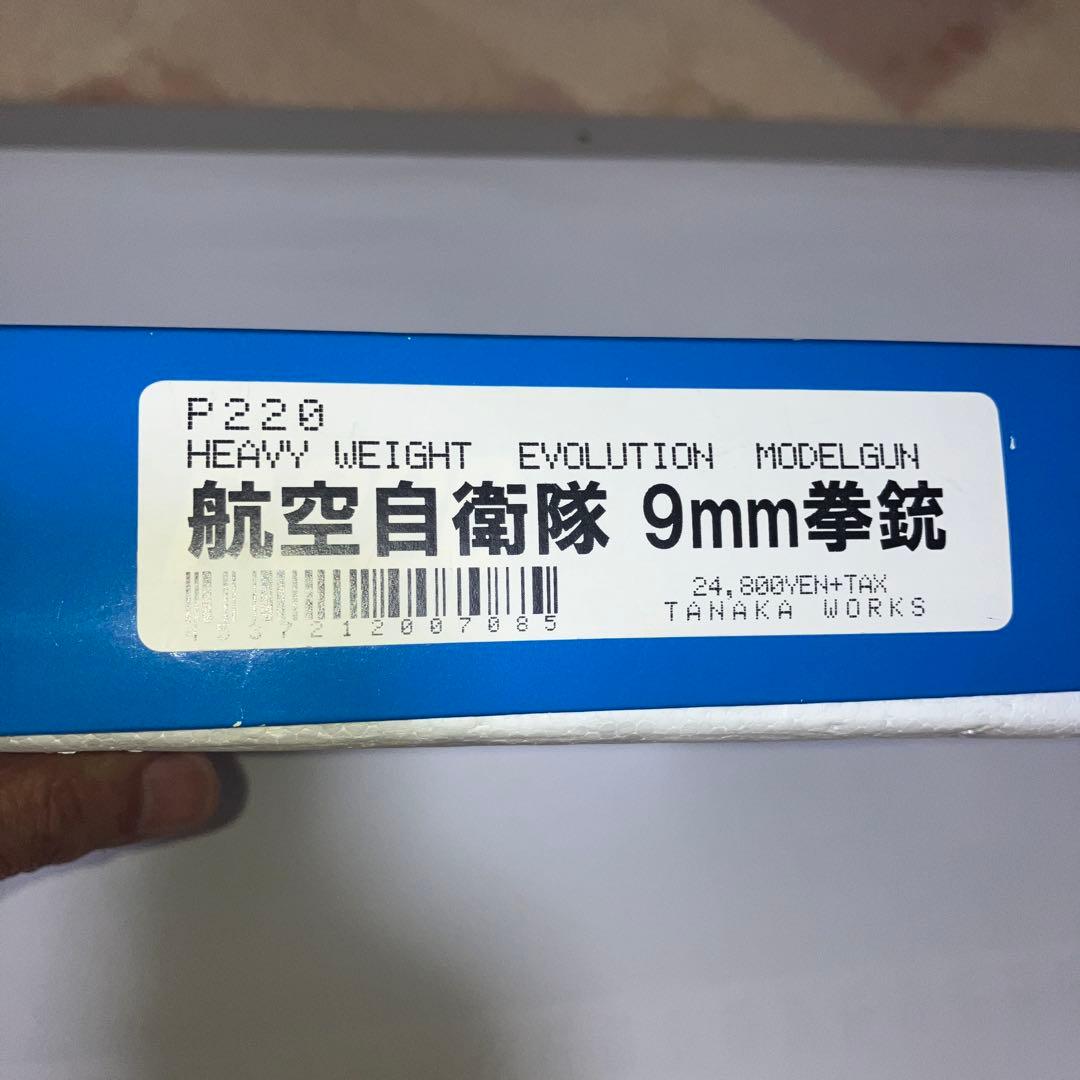 P220
HEAVY WEIGHT EVOLUTION MODELGUN
航空自衛隊 9mm拳銃
4537212007085
24,800YEN+TAX
TANAKA WORKS